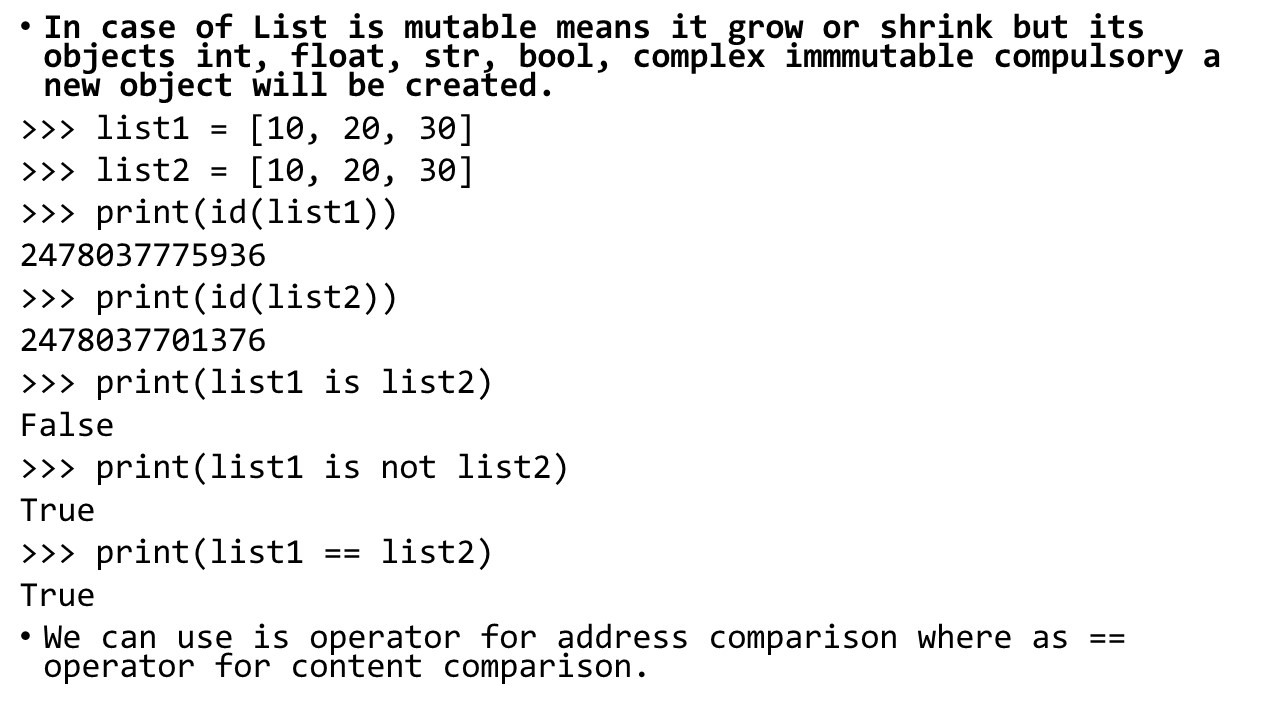 • In case of List is mutable means it grow or shrink but its
objects int, float, str, bool, complex immmutable compulsory a
new object will be created.
>>> list1 = [10, 20, 30]
>>> list2 = [10, 20, 30]
>>> print(id(list1))
2478037775936
>>> print(id(list2))
2478037701376
>>> print(list1 is list2)
False
>>> print(list1 is not list2)
True
>>> print(list1 == list2)
True
• We can use is operator for address comparison where as ==
operator for content comparison.